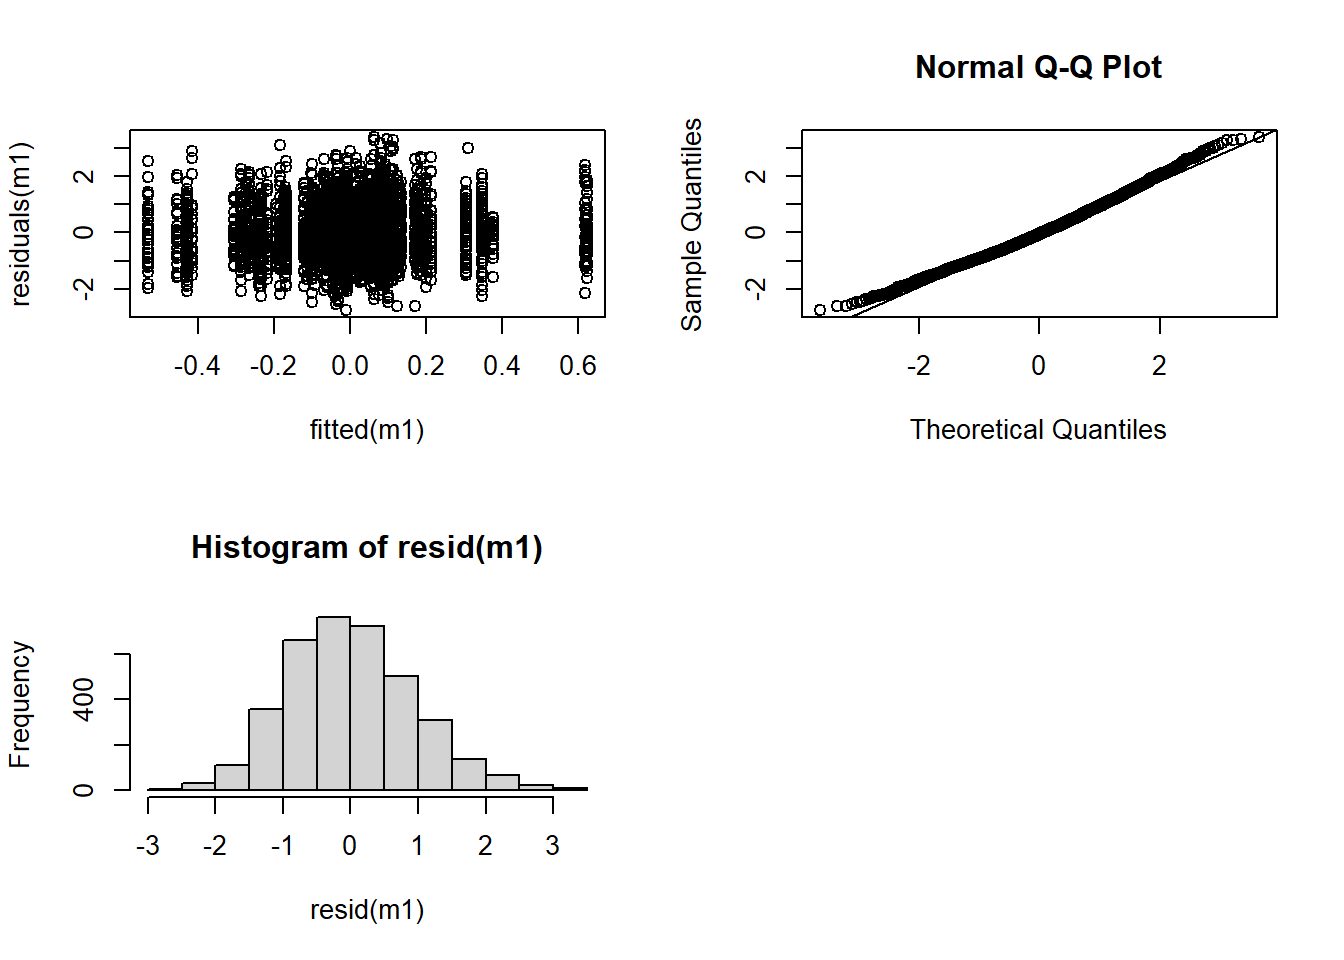 residuals(m1)
2
0
-2
-0.4 -0.2 0.0 0.2 0.4 0.6
fitted(m1)
Normal Q-Q Plot
Sample Quantiles
2
0
-2
-2 0 2
Theoretical Quantiles
Histogram of resid(m1)
Frequency
400
0
-3 -2 -1 0 1 2 3
resid(m1)